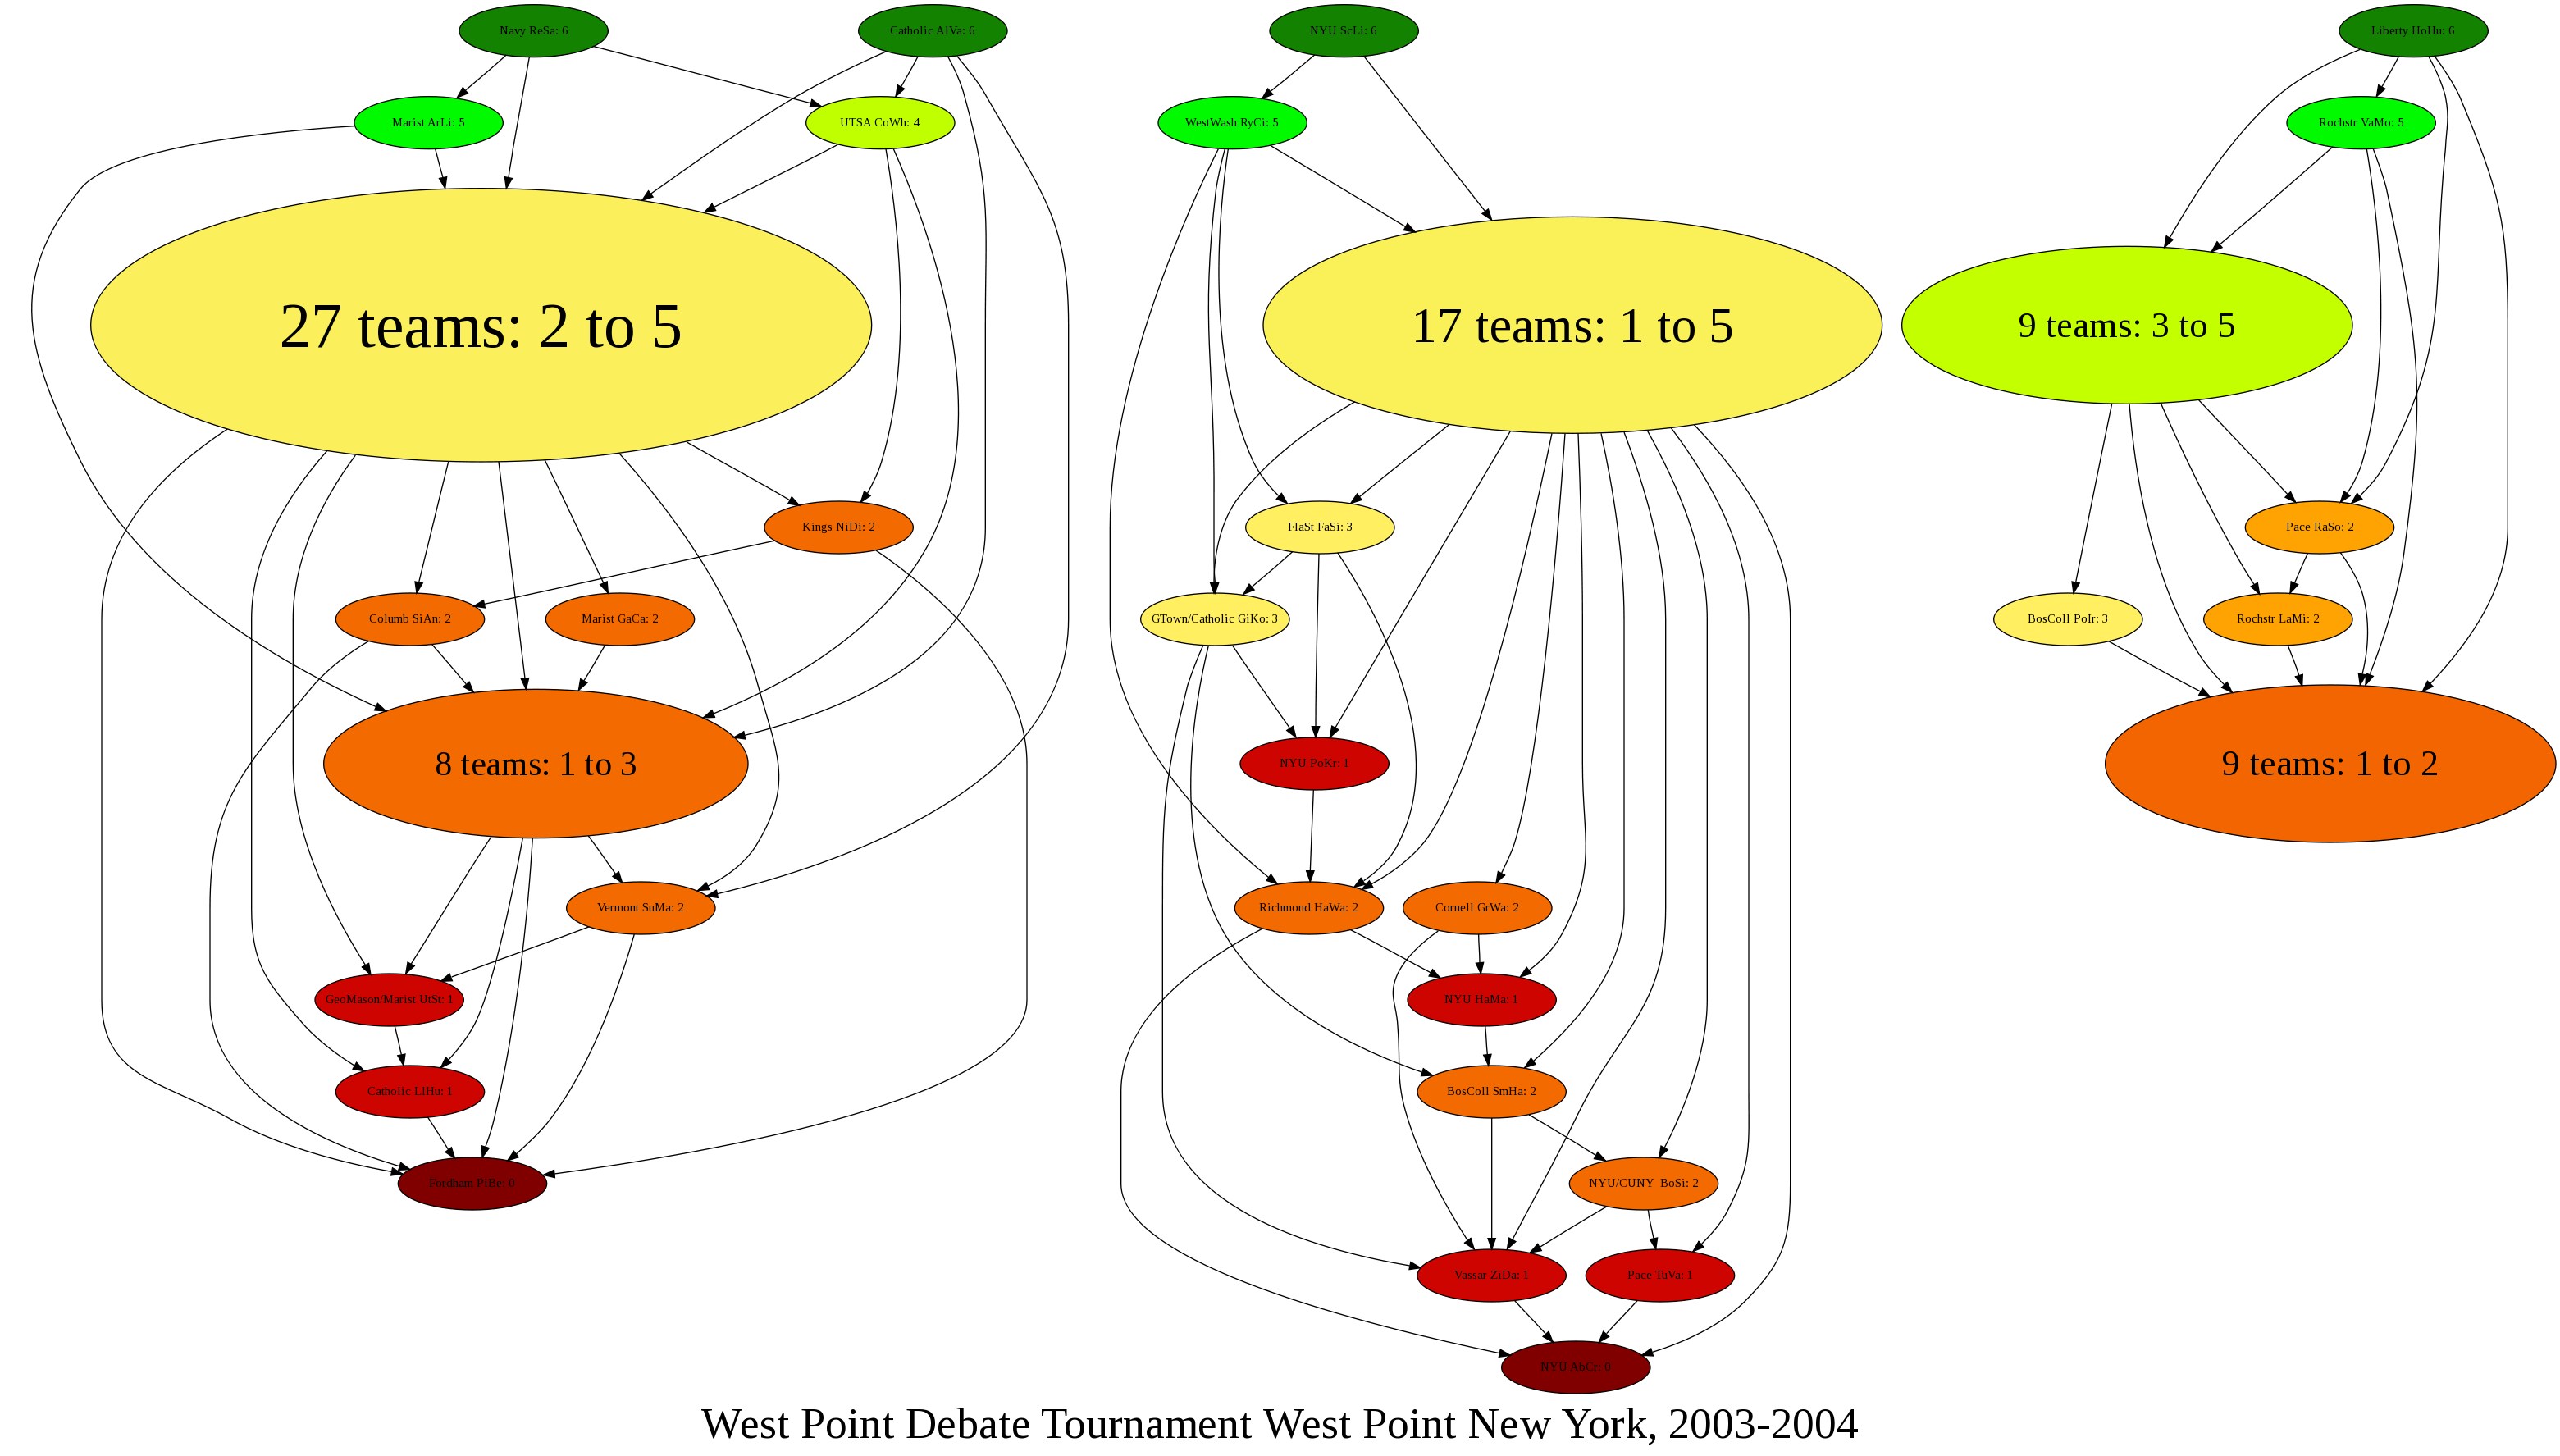 Navy ReSa: 6
Catholic AlVa: 6
NYU ScLi: 6
Liberty HoHu: 6
Marist ArLi: 5
UTSA CoWh: 4
WestWash RyCi: 5
Rochstr VaMo: 5
27 teams: 2 to 5
17 teams: 1 to 5
9 teams: 3 to 5
Kings NiDi: 2
FlaSt FaSi: 3
Pace RaSo: 2
Columb SiAn: 2
Marist GaCa: 2
GTown/Catholic GiKo: 3
BosColl PoIr: 3
Rochstr LaMi: 2
8 teams: 1 to 3
NYU PoKr: 1
9 teams: 1 to 2
Vermont SuMa: 2
Richmond HaWa: 2
Cornell GrWa: 2
GeoMason/Marist UtSt: 1
NYU HaMa: 1
Catholic LiHu: 1
BosColl SmHa: 2
Fordham PiBe: 0
NYU/CUNY BoSi: 2
Vassar ZiDa: 1
Pace TuVa: 1
NYU AbCr: 0
West Point Debate Tournament West Point New York, 2003-2004